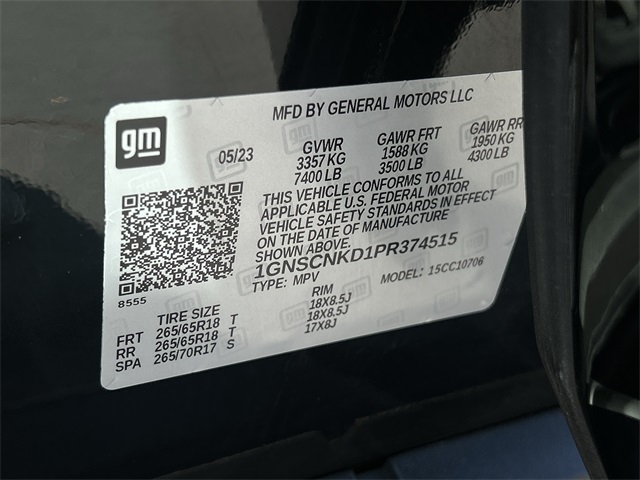 MFD BY GENERAL MOTORS LLC
gm
05/23 GVWR GAWR FRT GAWR RR
3357 KG 1588 KG 1950 KG
7400 LB 3500 LB 4300 LB
THIS VEHICLE CONFORMS TO ALL
APPLICABLE U.S. FEDERAL MOTOR
VEHICLE SAFETY STANDARDS IN EFFECT
ON THE DATE OF MANUFACTURE
SHOWN ABOVE.
1GNSCNKD1PR374515
8555
TYPE: MPV MODEL: 15CC10706
TIRE SIZE RIM
FRT 265/65R18 T 18X8.5J
RR 265/65R18 T 18X8.5J
SPA 265/70R17 S 17X8J